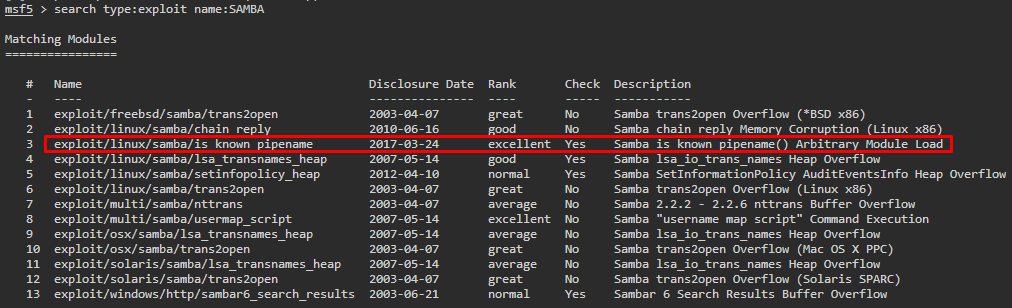 msf5 > search type:exploit name:SAMBA
Matching Modules
================
# Name Disclosure Date Rank Check Description
- ---- --------------- ---- ----- -----------
1 exploit/freebsd/samba/trans2open 2003-04-07 great No Samba trans2open Overflow (*BSD x86)
2 exploit/linux/samba/chain_reply 2010-06-16 good No Samba chain_reply Memory Corruption (Linux x86)
3 exploit/linux/samba/is_known_pipename 2017-03-24 excellent Yes Samba is_known_pipename() Arbitrary Module Load
4 exploit/linux/samba/lsa_transnames_heap 2007-05-14 good Yes Samba lsa_io_trans_names Heap Overflow
5 exploit/linux/samba/setinfopolicy_heap 2012-04-10 normal Yes Samba SetInformationPolicy AuditEventsInfo Heap Overflow
6 exploit/linux/samba/trans2open 2003-04-07 great No Samba trans2open Overflow (Linux x86)
7 exploit/multi/samba/nttrans 2003-04-07 average No Samba 2.2.2 - 2.2.6 nttrans Buffer Overflow
8 exploit/multi/samba/usermap_script 2007-05-14 excellent No Samba "username map script" Command Execution
9 exploit/osx/samba/lsa_transnames_heap 2007-05-14 average No Samba lsa_io_trans_names Heap Overflow
10 exploit/osx/samba/trans2open 2003-04-07 great No Samba trans2open Overflow (Mac OS X PPC)
11 exploit/solaris/samba/lsa_transnames_heap 2007-05-14 average No Samba lsa_io_trans_names Heap Overflow
12 exploit/solaris/samba/trans2open 2003-04-07 great No Samba trans2open Overflow (Solaris SPARC)
13 exploit/windows/http/sambar6_search_results 2003-06-21 normal Yes Sambar 6 Search Results Buffer Overflow